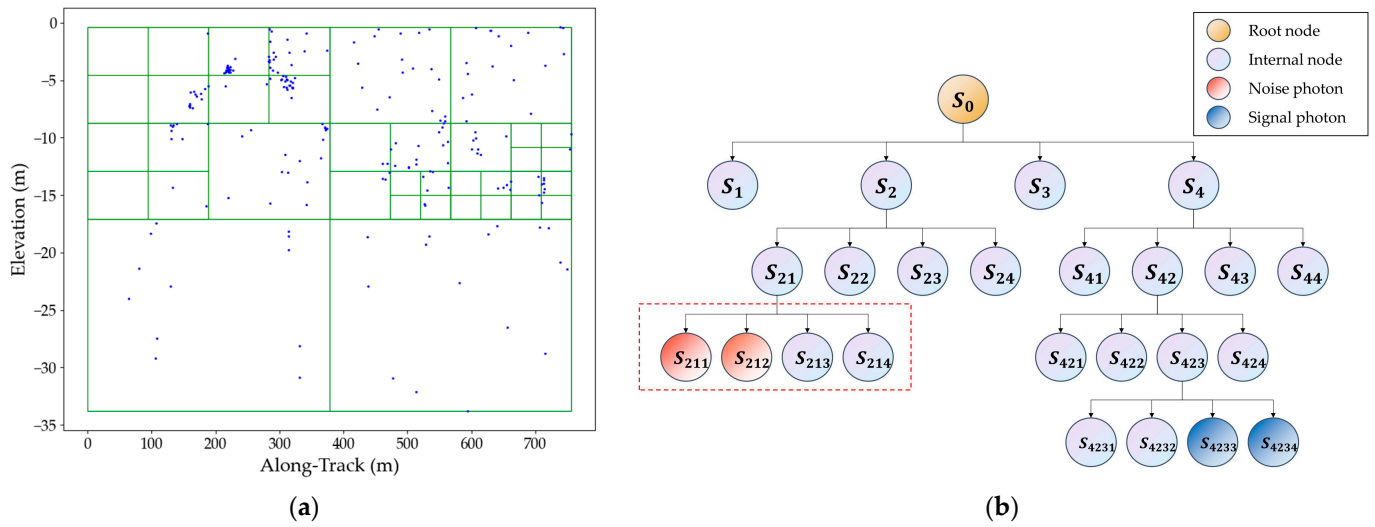 0
−5
−10
−15
−20
−25
−30
−35
Elevation (m)
0 100 200 300 400 500 600 700
Along-Track (m)
(a)
Root node
Internal node
Noise photon
Signal photon
S₀
S₁ S₂ S₃ S₄
S₂₁ S₂₂ S₂₃ S₂₄ S₄₁ S₄₂ S₄₃ S₄₄
S₂₁₁ S₂₁₂ S₂₁₃ S₂₁₄ S₄₂₁ S₄₂₂ S₄₂₃ S₄₂₄
S₄₂₃₁ S₄₂₃₂ S₄₂₃₃ S₄₂₃₄
(b)